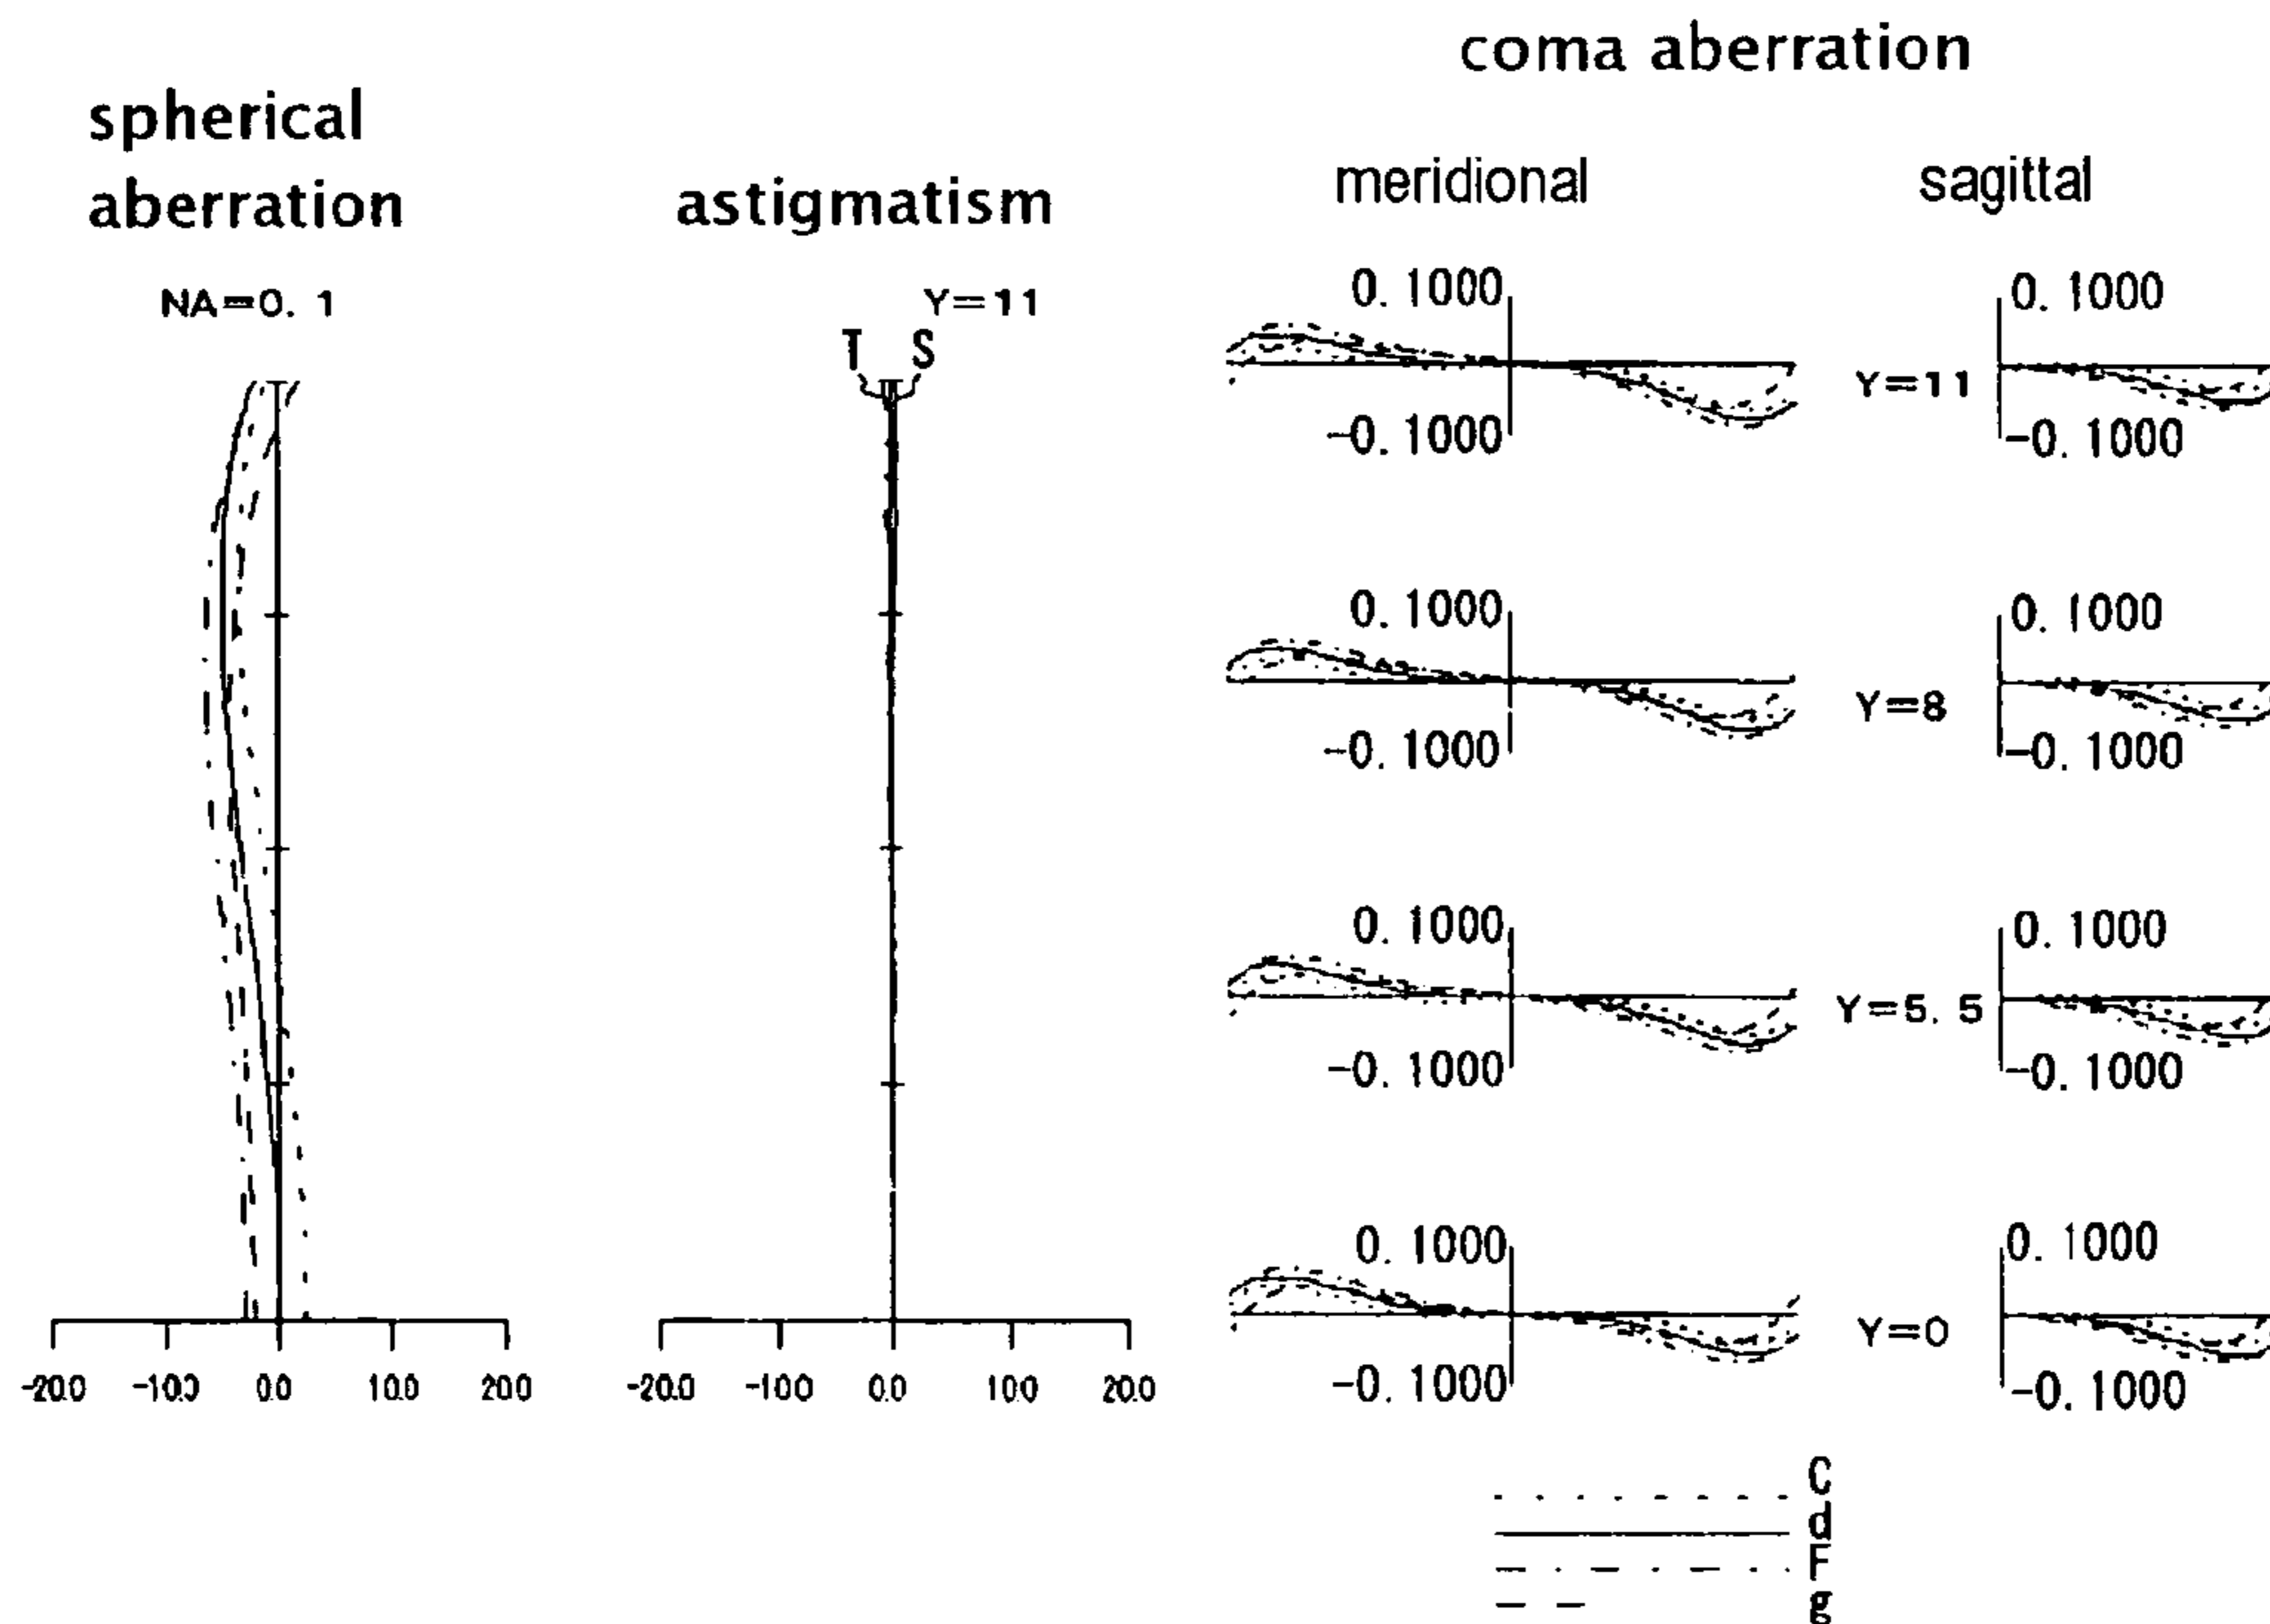 coma aberration
spherical
aberration
astigmatism
meridional
sagittal
NA=0. 1
Y=11
T
S
0. 1000
-0. 1000
Y=11
0. 1000
-0. 1000
0. 1000
-0. 1000
Y=8
0. 1000
-0. 1000
0. 1000
-0. 1000
Y=5. 5
0. 1000
-0. 1000
0. 1000
-0. 1000
Y=0
0. 1000
-0. 1000
-20.0 -10.0 0.0 10.0 20.0
-20.0 -10.0 0.0 10.0 20.0
C
d
F
g